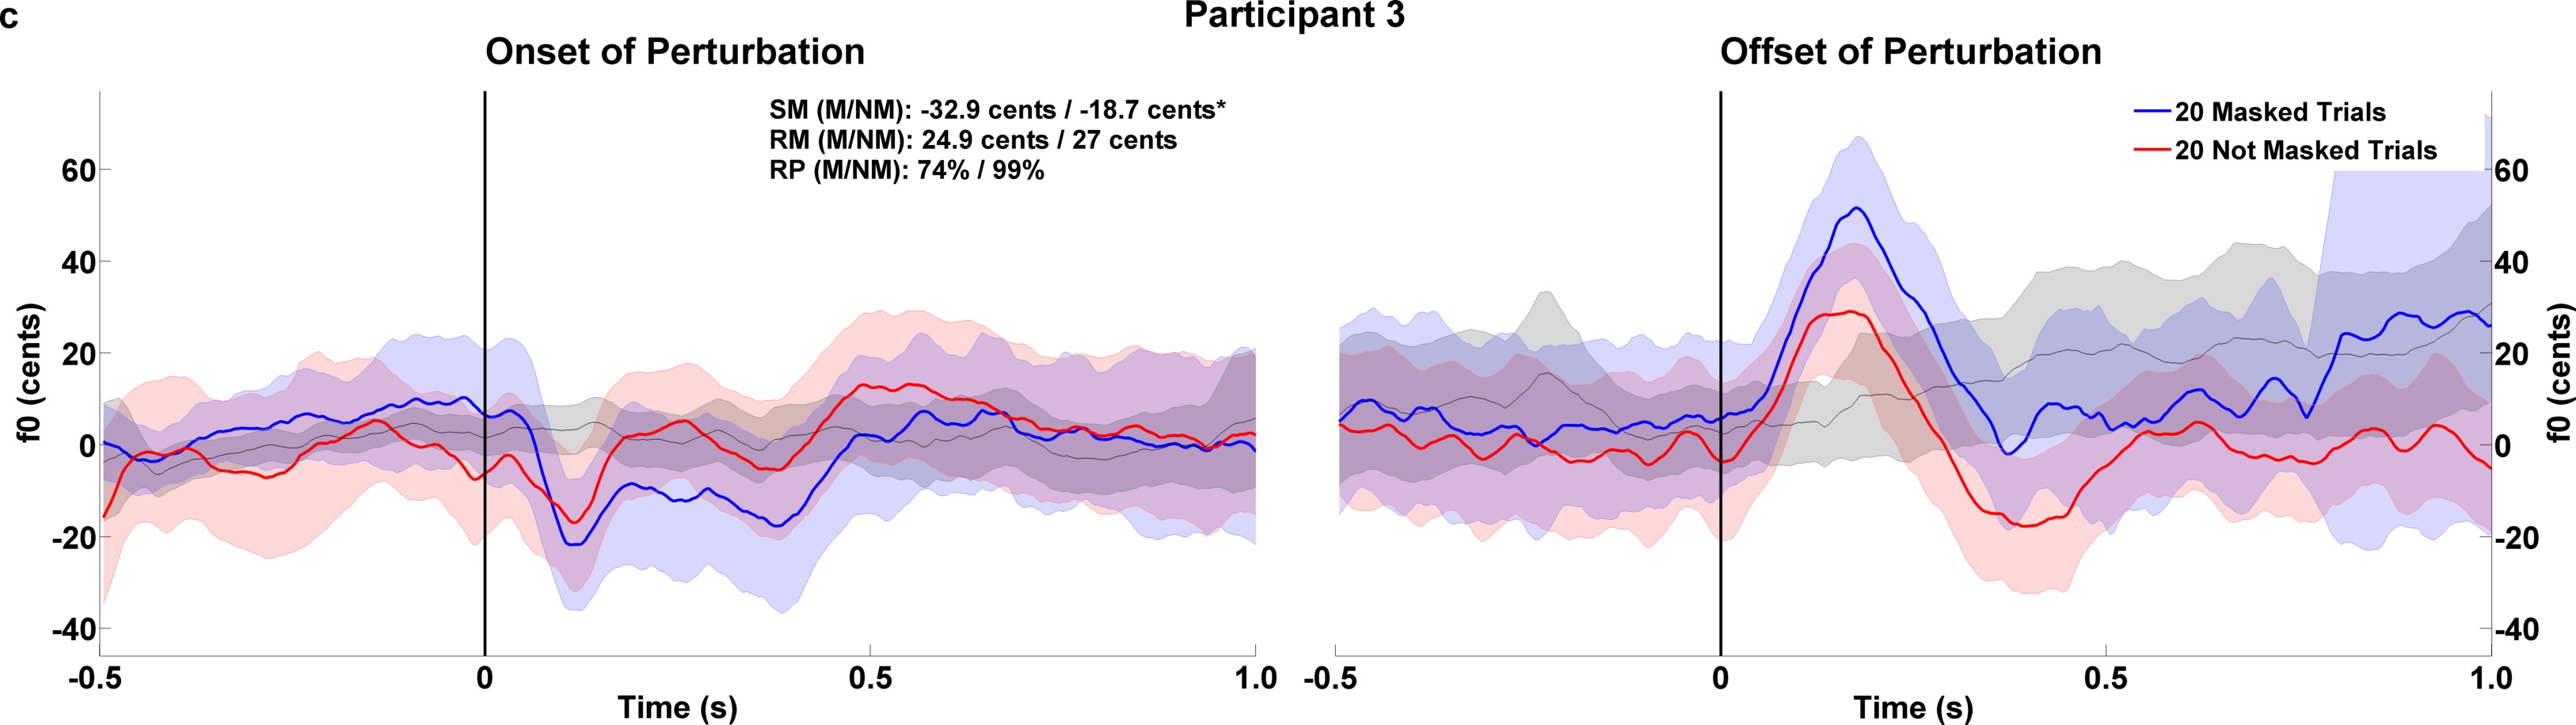 c
Participant 3
Onset of Perturbation
Offset of Perturbation
SM (M/NM): -32.9 cents / -18.7 cents*
RM (M/NM): 24.9 cents / 27 cents
RP (M/NM): 74% / 99%
20 Masked Trials
20 Not Masked Trials
f0 (cents)
60
40
20
0
-20
-40
-0.5
0
0.5
1.0
Time (s)
-0.5
0
0.5
1.0
Time (s)
60
40
20
0
-20
-40
f0 (cents)